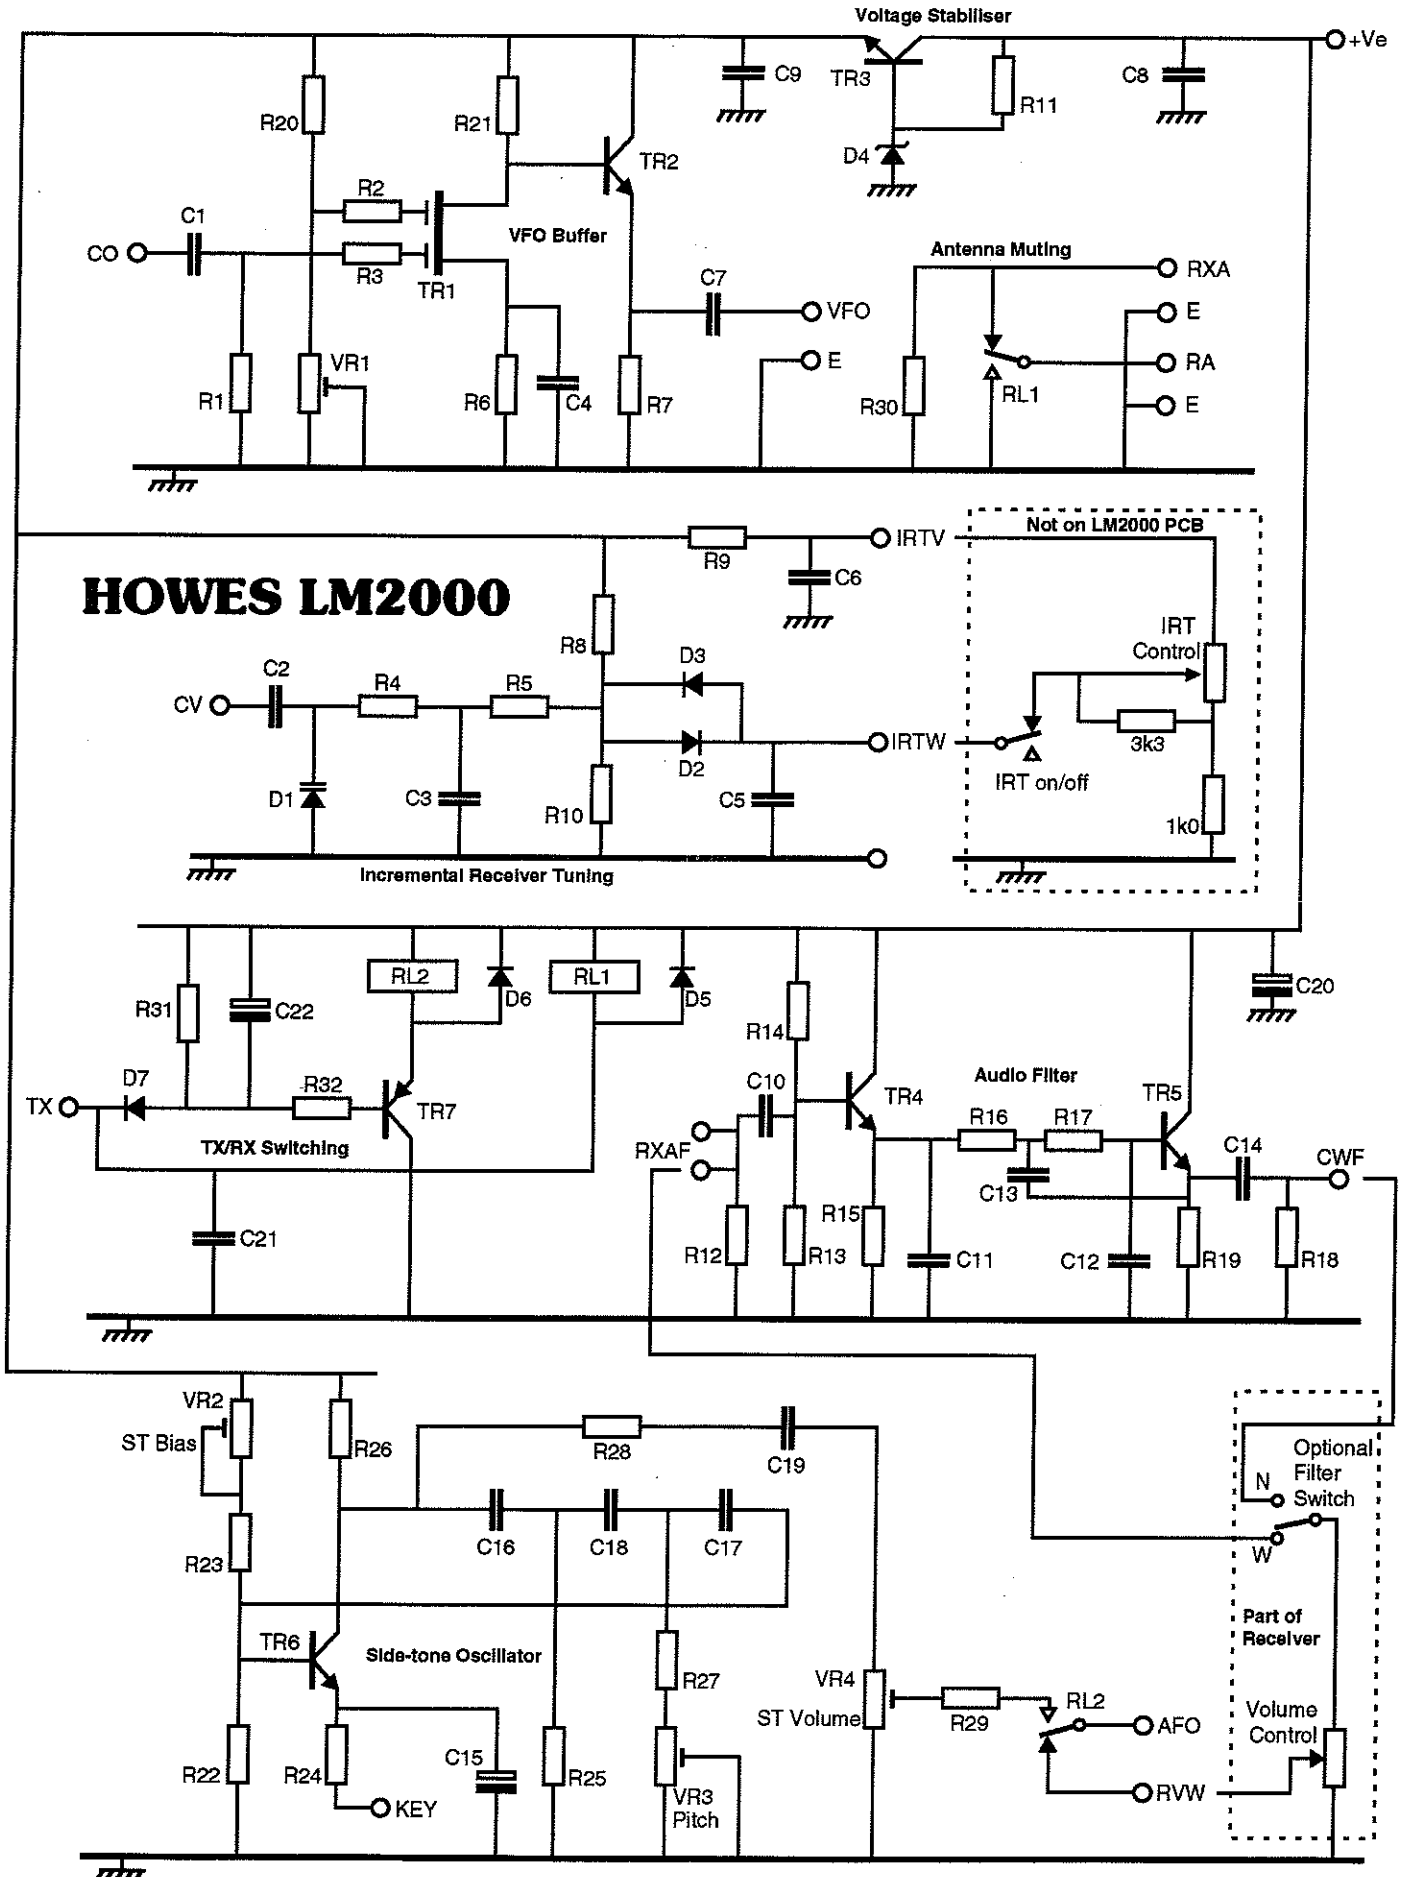 Voltage Stabiliser
+Ve
C9
TR3
R11
C8
R20
R21
TR2
D4
R2
C1
VFO Buffer
Antenna Muting
CO
R3
TR1
C7
RXA
VFO
E
VR1
E
RA
R1
R6
C4
R7
R30
RL1
E
Not on LM2000 PCB
IRTV
R9
C6
HOWES LM2000
R8
IRT
Control
D3
C2
R4
R5
CV
IRTW
3k3
D2
IRT on/off
D1
C3
C5
R10
1k0
Incremental Receiver Tuning
RL2
RL1
D6
D5
C20
R31
C22
R14
D7
R32
C10
Audio Filter
TR5
TX
TR7
TR4
R16
R17
TX/RX Switching
RXAF
C14
CWF
C13
R15
C21
R12
R13
C11
C12
R19
R18
VR2
ST Bias
R26
R28
C19
Optional
Filter
Switch
N
C16
C18
C17
W
R23
Part of
Receiver
TR6
Side-tone Oscillator
R27
VR4
ST Volume
RL2
Volume
Control
R29
AFO
R22
R24
C15
R25
VR3
Pitch
RVW
KEY